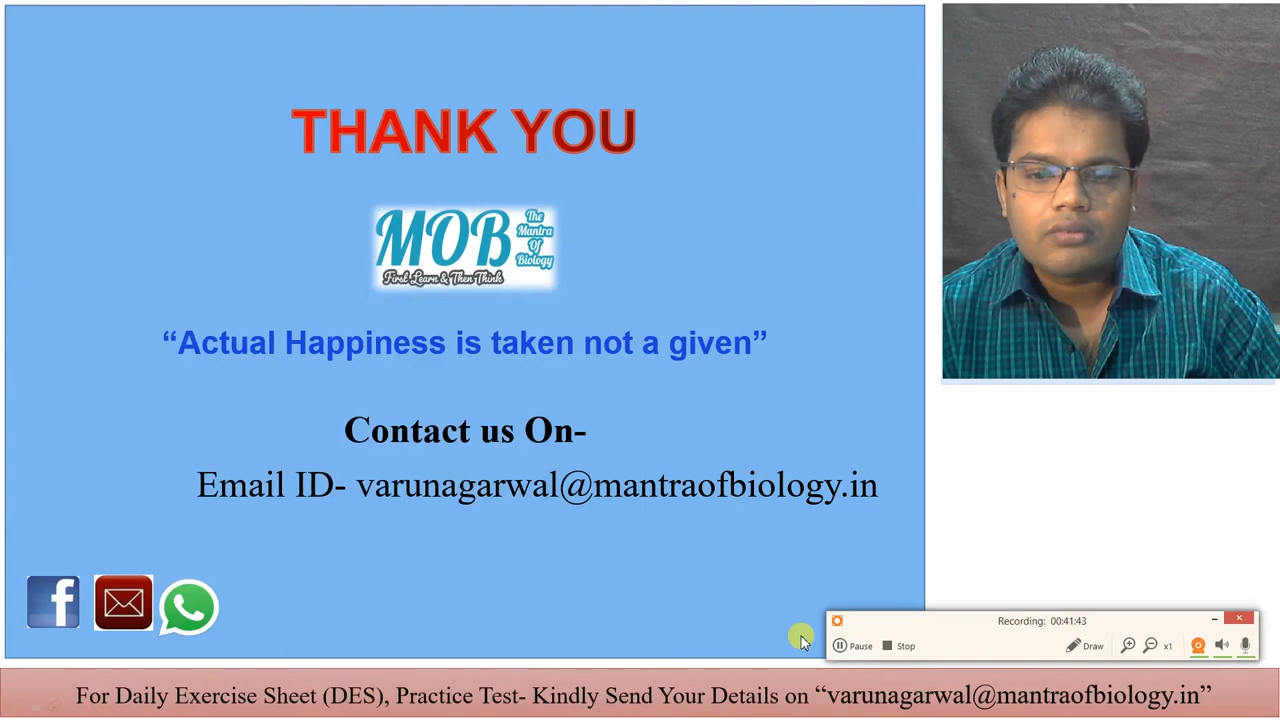 THANK YOU
MOB The Mantra Of Biology
First Learn & Then Think
“Actual Happiness is taken not a given”
Contact us On-
Email ID- varunagarwal@mantraofbiology.in
f
Recording: 00:41:43
Pause Stop Draw x1
For Daily Exercise Sheet (DES), Practice Test- Kindly Send Your Details on “varunagarwal@mantraofbiology.in”